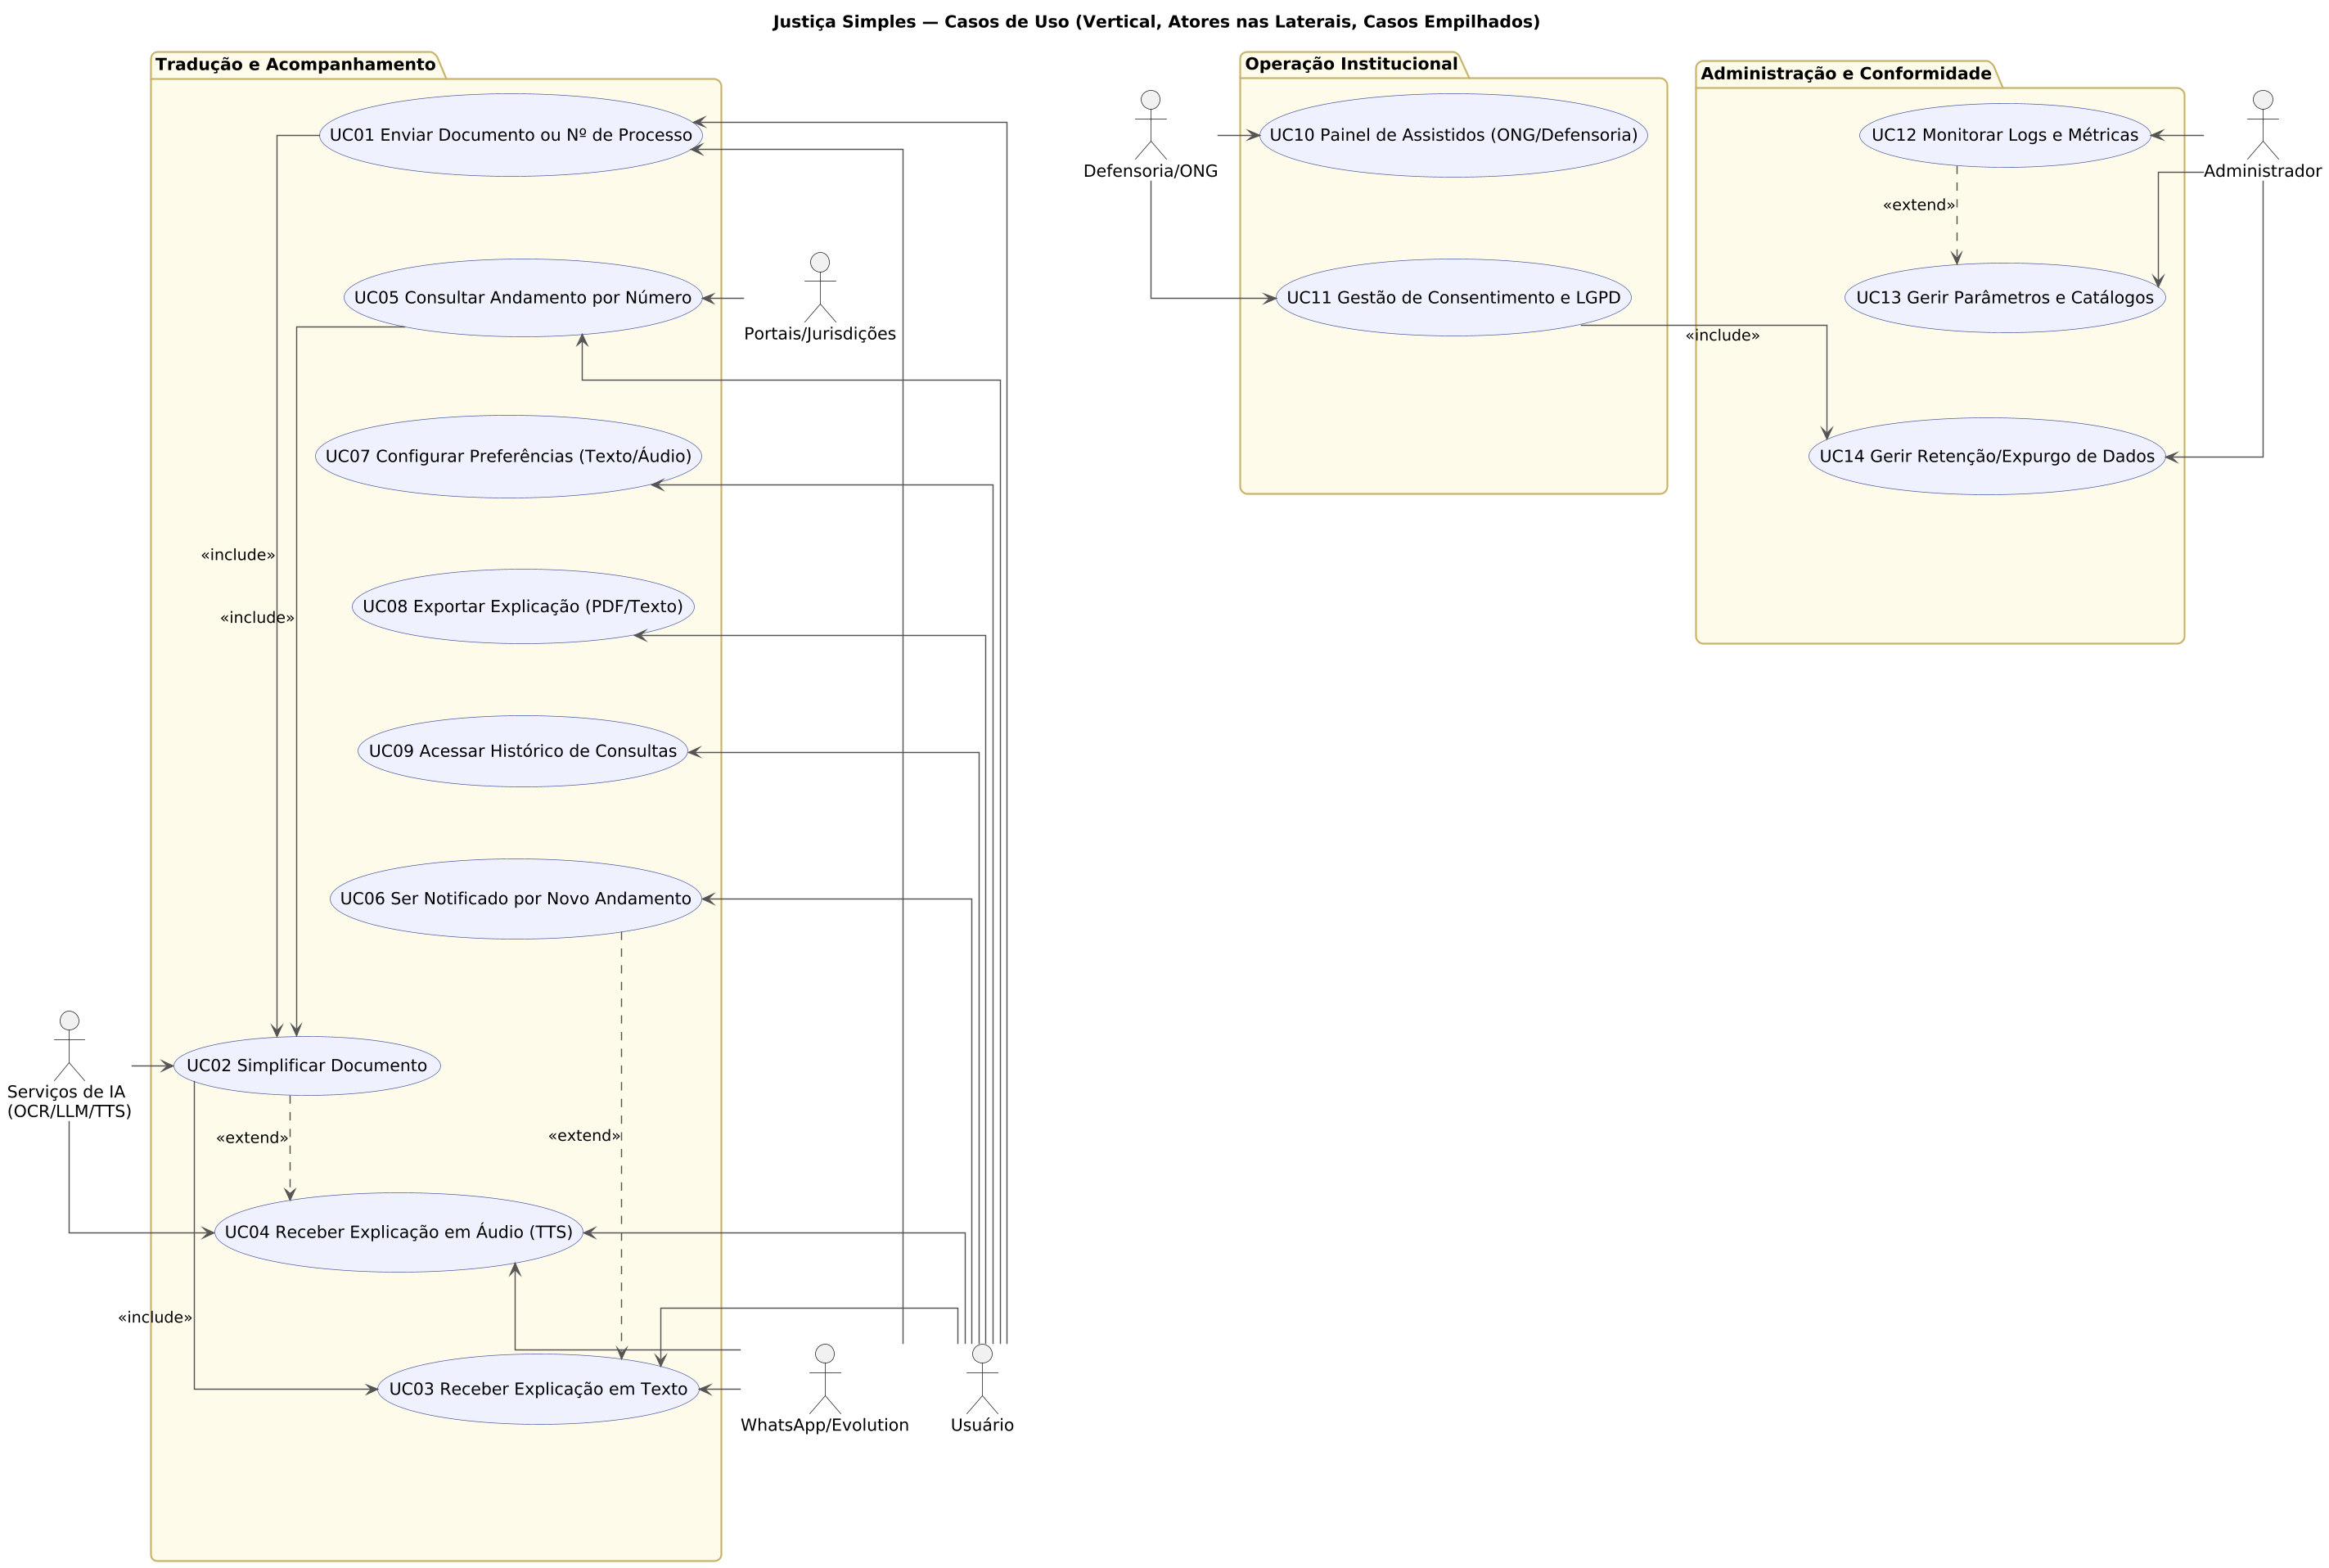 Justiça Simples — Casos de Uso (Vertical, Atores nas Laterais, Casos Empilhados)
Tradução e Acompanhamento
UC01 Enviar Documento ou Nº de Processo
UC05 Consultar Andamento por Número
Portais/Jurisdições
UC07 Configurar Preferências (Texto/Áudio)
«include»
UC08 Exportar Explicação (PDF/Texto)
«include»
UC09 Acessar Histórico de Consultas
UC06 Ser Notificado por Novo Andamento
UC02 Simplificar Documento
Serviços de IA
(OCR/LLM/TTS)
«extend»
«extend»
UC04 Receber Explicação em Áudio (TTS)
«include»
UC03 Receber Explicação em Texto
WhatsApp/Evolution
Usuário
Operação Institucional
Defensoria/ONG
UC10 Painel de Assistidos (ONG/Defensoria)
UC11 Gestão de Consentimento e LGPD
«include»
Administração e Conformidade
UC12 Monitorar Logs e Métricas
Administrador
«extend»
UC13 Gerir Parâmetros e Catálogos
UC14 Gerir Retenção/Expurgo de Dados